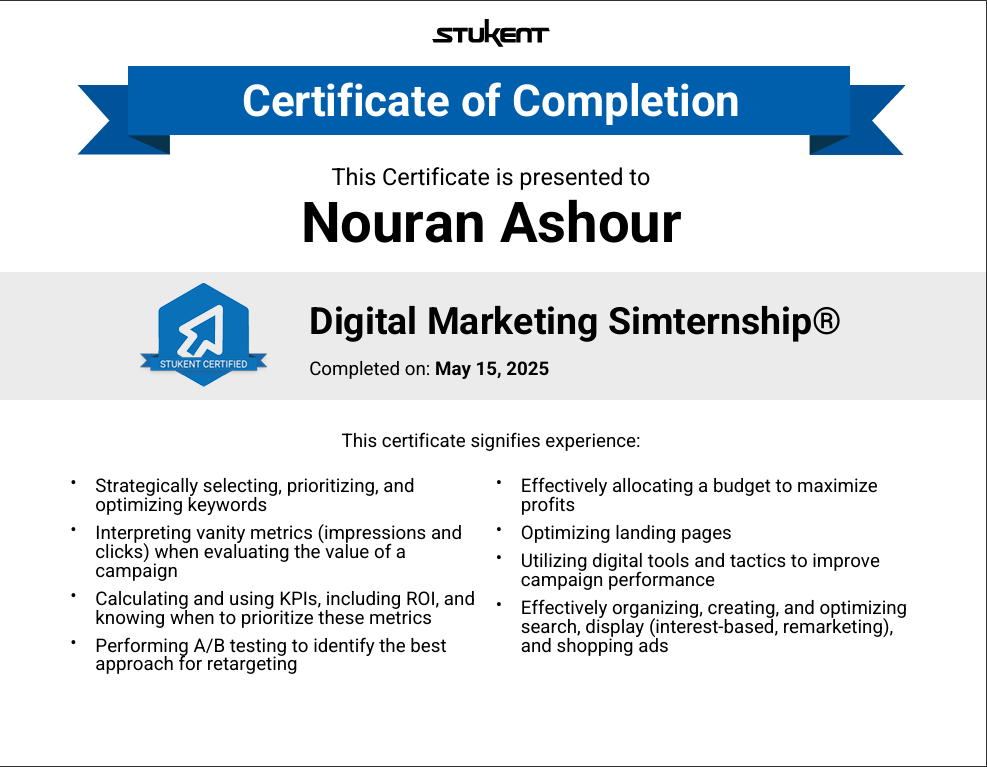 STUKENT
Certificate of Completion
This Certificate is presented to
Nouran Ashour
STUKENT CERTIFIED
Digital Marketing Simternship®
Completed on: May 15, 2025
This certificate signifies experience:
• Strategically selecting, prioritizing, and
optimizing keywords
• Interpreting vanity metrics (impressions and
clicks) when evaluating the value of a
campaign
• Calculating and using KPIs, including ROI, and
knowing when to prioritize these metrics
• Performing A/B testing to identify the best
approach for retargeting
• Effectively allocating a budget to maximize
profits
• Optimizing landing pages
• Utilizing digital tools and tactics to improve
campaign performance
• Effectively organizing, creating, and optimizing
search, display (interest-based, remarketing),
and shopping ads